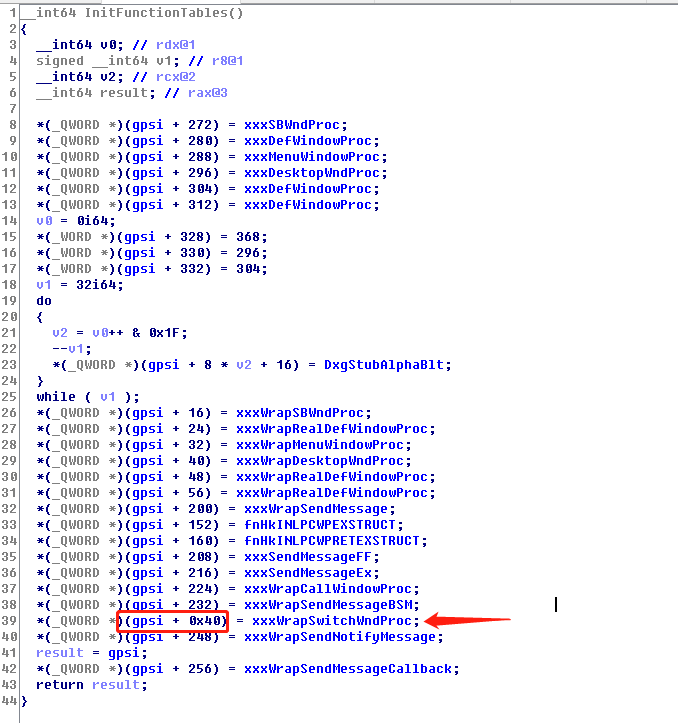 1 __int64 InitFunctionTables()
2 {
3 __int64 v0; // rdx@1
4 signed __int64 v1; // r8@1
5 __int64 v2; // rcx@2
6 __int64 result; // rax@3
7
8 *(_QWORD *)(gpsi + 272) = xxxSBWndProc;
9 *(_QWORD *)(gpsi + 280) = xxxDefWindowProc;
10 *(_QWORD *)(gpsi + 288) = xxxMenuWindowProc;
11 *(_QWORD *)(gpsi + 296) = xxxDesktopWndProc;
12 *(_QWORD *)(gpsi + 304) = xxxDefWindowProc;
13 *(_QWORD *)(gpsi + 312) = xxxDefWindowProc;
14 v0 = 0i64;
15 *(_WORD *)(gpsi + 328) = 368;
16 *(_WORD *)(gpsi + 330) = 296;
17 *(_WORD *)(gpsi + 332) = 304;
18 v1 = 32i64;
19 do
20 {
21 v2 = v0++ & 0x1F;
22 --v1;
23 *(_QWORD *)(gpsi + 8 * v2 + 16) = DxgStubAlphaBlt;
24 }
25 while ( v1 );
26 *(_QWORD *)(gpsi + 16) = xxxWrapSBWndProc;
27 *(_QWORD *)(gpsi + 24) = xxxWrapRealDefWindowProc;
28 *(_QWORD *)(gpsi + 32) = xxxWrapMenuWindowProc;
29 *(_QWORD *)(gpsi + 40) = xxxWrapDesktopWndProc;
30 *(_QWORD *)(gpsi + 48) = xxxWrapRealDefWindowProc;
31 *(_QWORD *)(gpsi + 56) = xxxWrapRealDefWindowProc;
32 *(_QWORD *)(gpsi + 200) = xxxWrapSendMessage;
33 *(_QWORD *)(gpsi + 152) = fnHkINLPCWPEXSTRUCT;
34 *(_QWORD *)(gpsi + 160) = fnHkINLPCWPRETEXSTRUCT;
35 *(_QWORD *)(gpsi + 208) = xxxSendMessageFF;
36 *(_QWORD *)(gpsi + 216) = xxxSendMessageEx;
37 *(_QWORD *)(gpsi + 224) = xxxWrapCallWindowProc;
38 *(_QWORD *)(gpsi + 232) = xxxWrapSendMessageBSM;
39 *(_QWORD *)(gpsi + 0x40) = xxxWrapSwitchWndProc;
40 *(_QWORD *)(gpsi + 248) = xxxWrapSendNotifyMessage;
41 result = gpsi;
42 *(_QWORD *)(gpsi + 256) = xxxWrapSendMessageCallback;
43 return result;
44 }